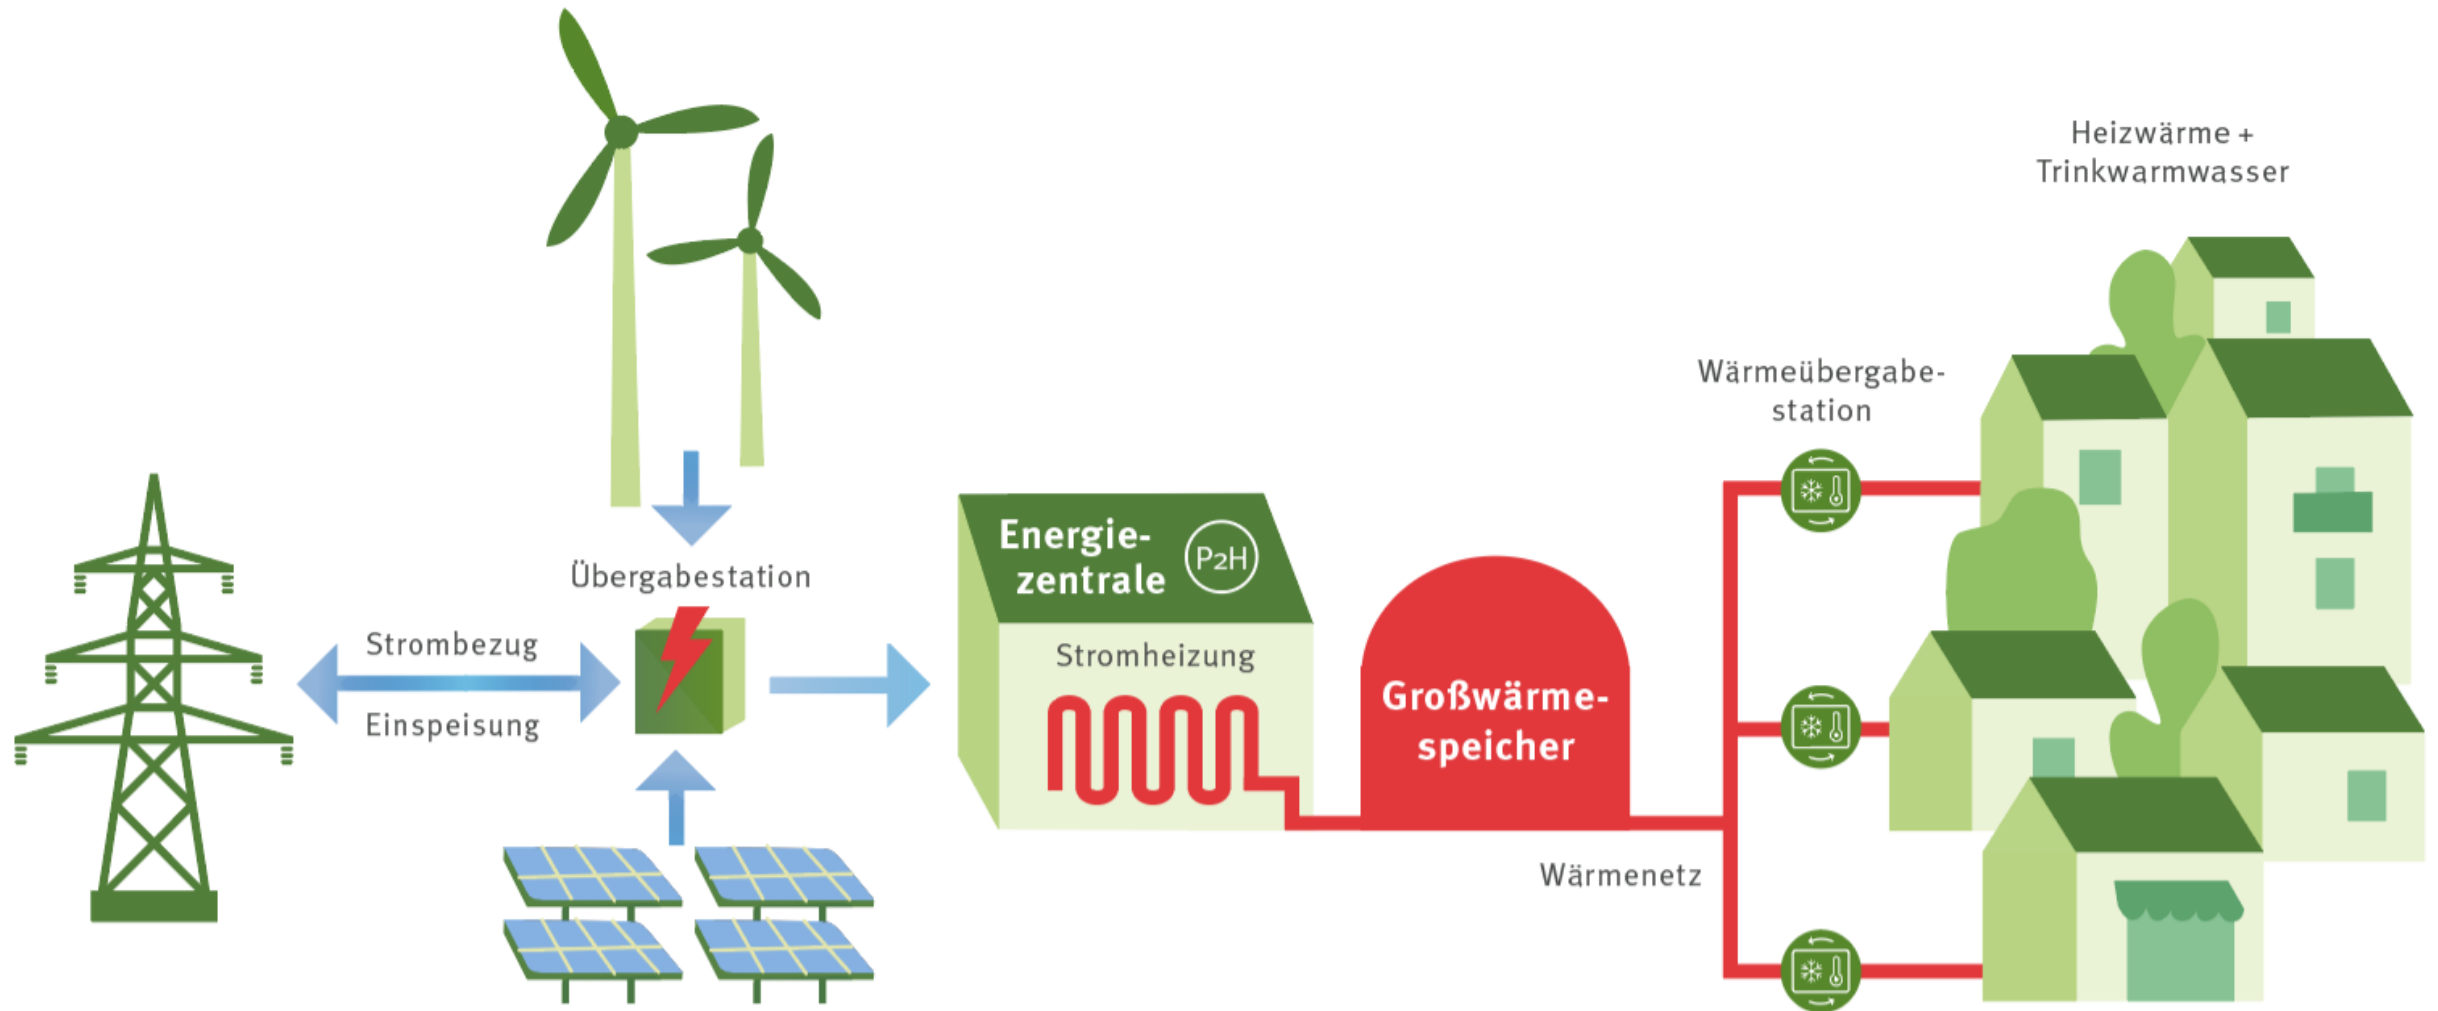 Heizwärme +
Trinkwarmwasser
Wärmeübergabe-
station
Übergabestation
Strombezug
Einspeisung
Energie-
zentrale
P2H
Stromheizung
Großwärme-
speicher
Wärmenetz